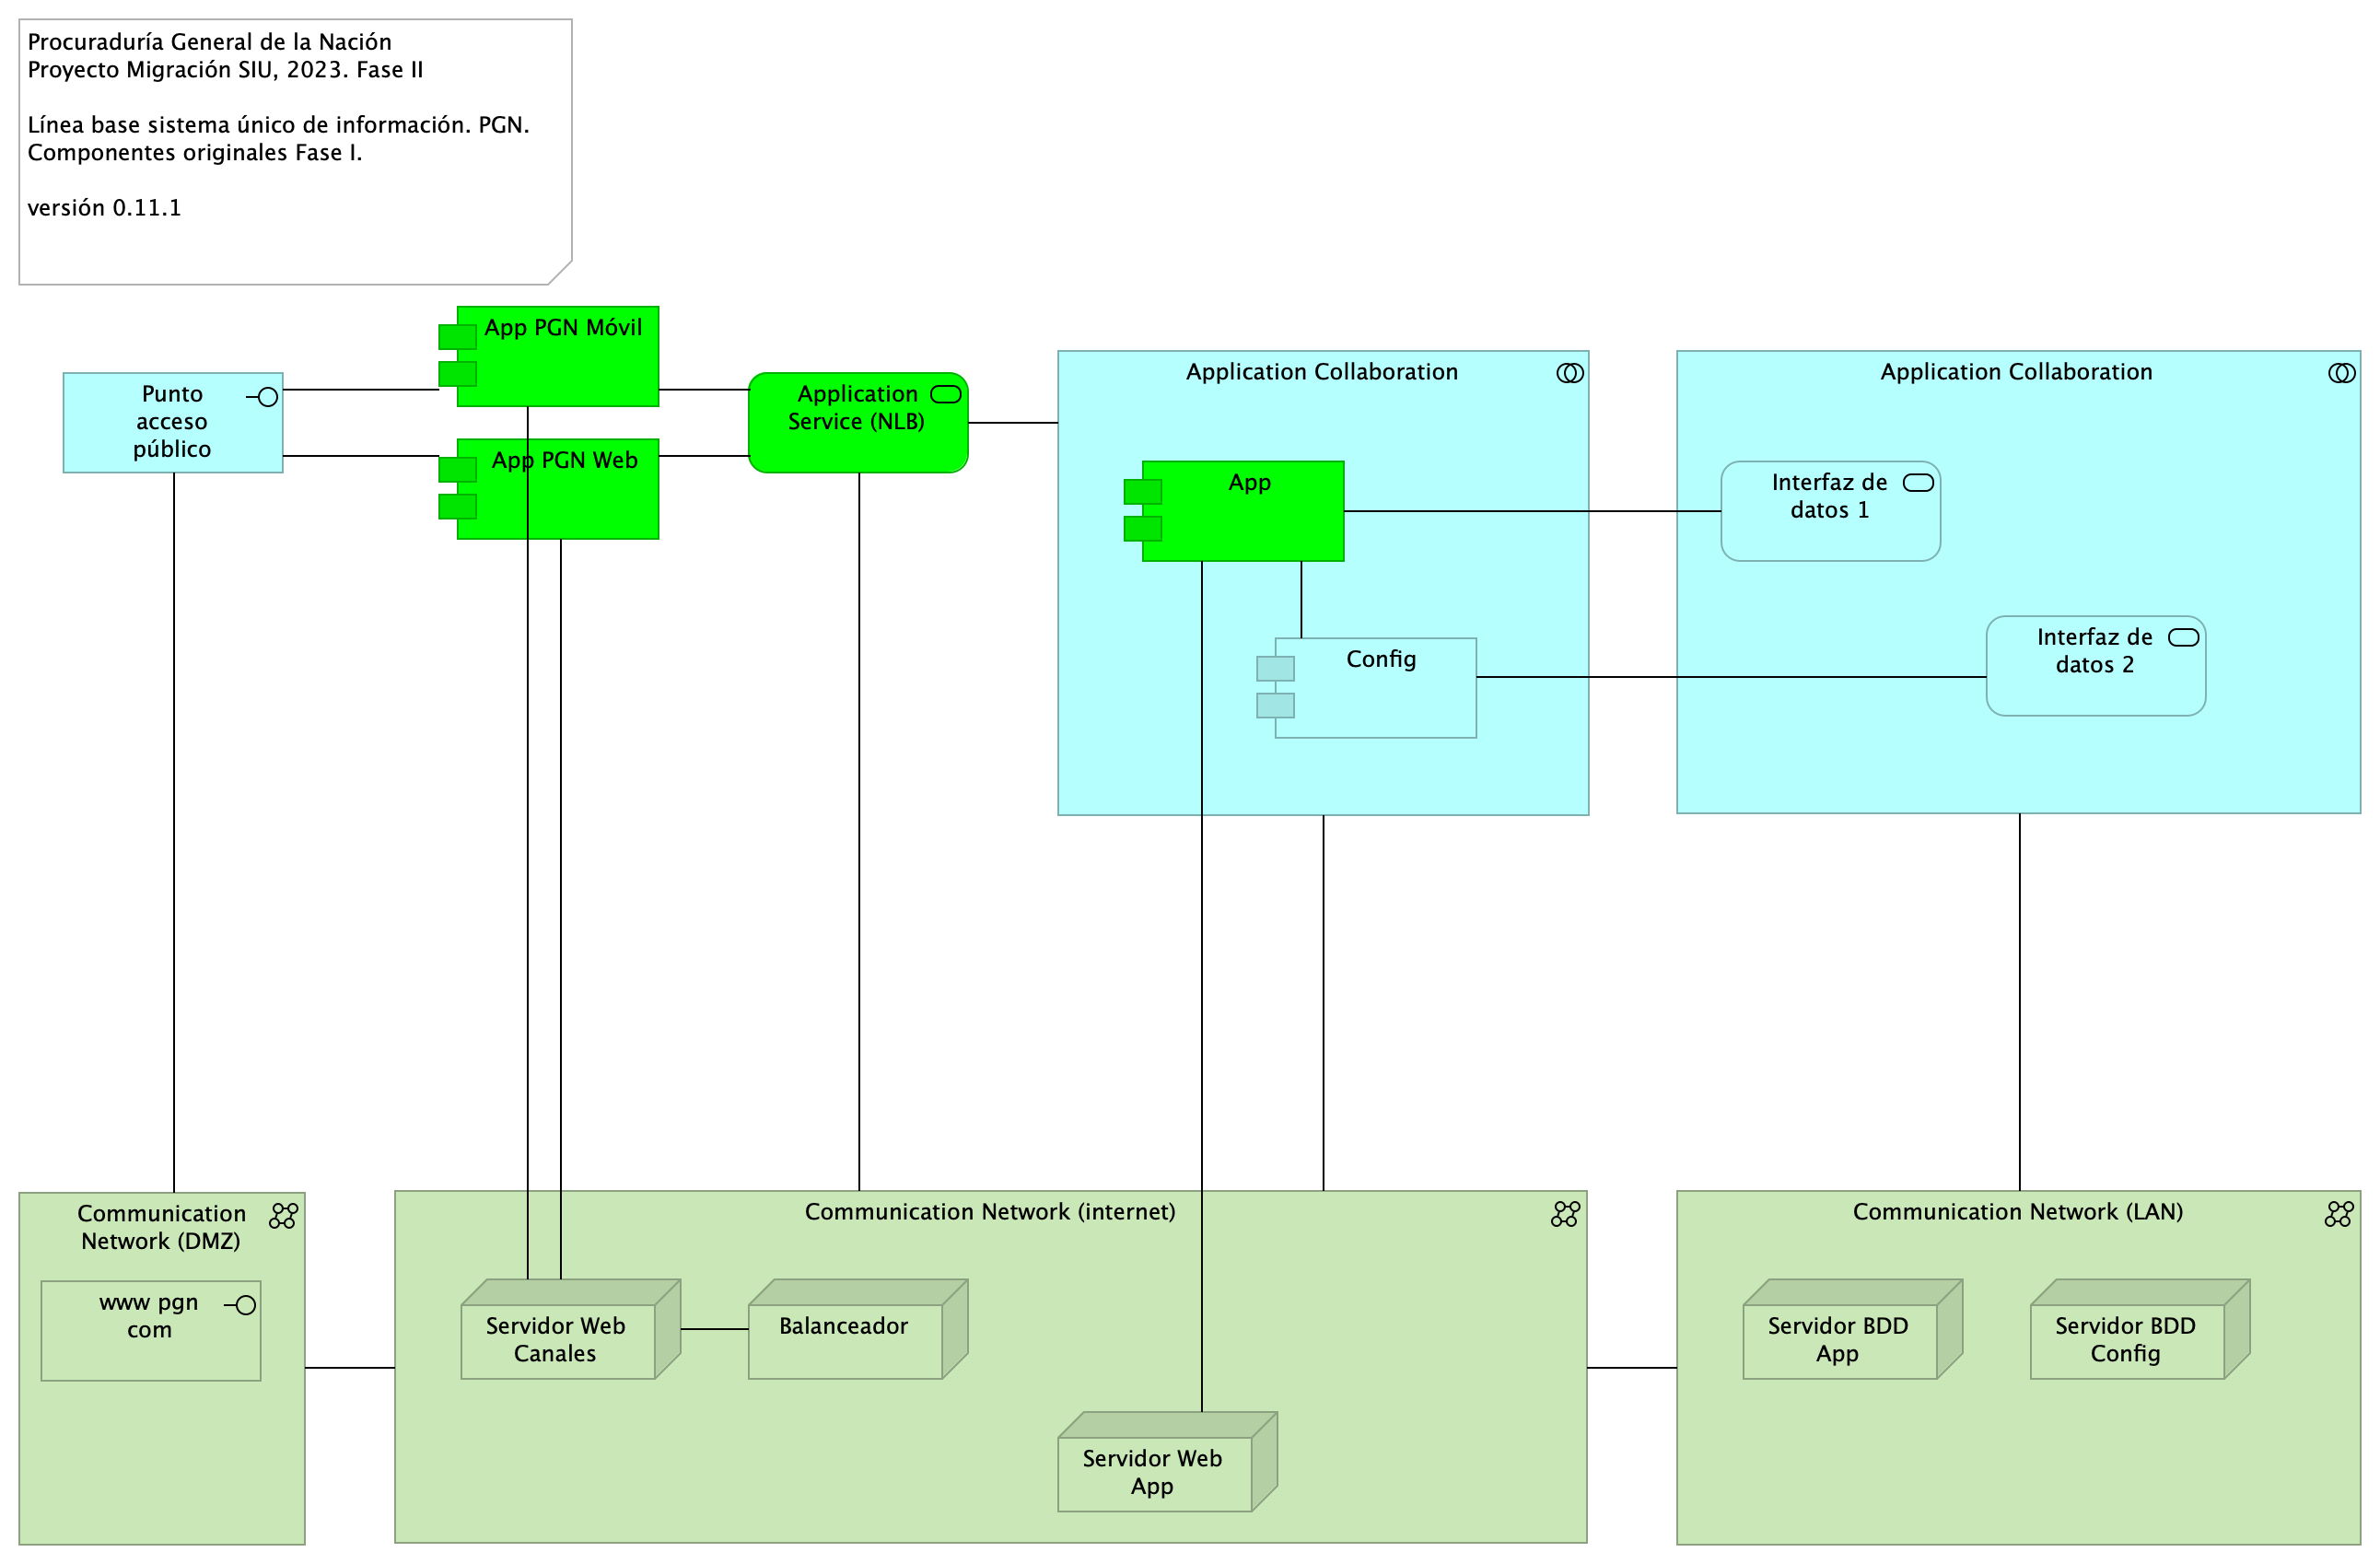 Procuraduría General de la Nación
Proyecto Migración SIU, 2023. Fase II
Línea base sistema único de información. PGN.
Componentes originales Fase I.
versión 0.11.1
App PGN Móvil
Punto
acceso
público
App PGN Web
Application
Service (NLB)
Application Collaboration
App
Config
Application Collaboration
Interfaz de
datos 1
Interfaz de
datos 2
Communication
Network (DMZ)
www pgn
com
Communication Network (internet)
Servidor Web
Canales
Balanceador
Servidor Web
App
Communication Network (LAN)
Servidor BDD
App
Servidor BDD
Config